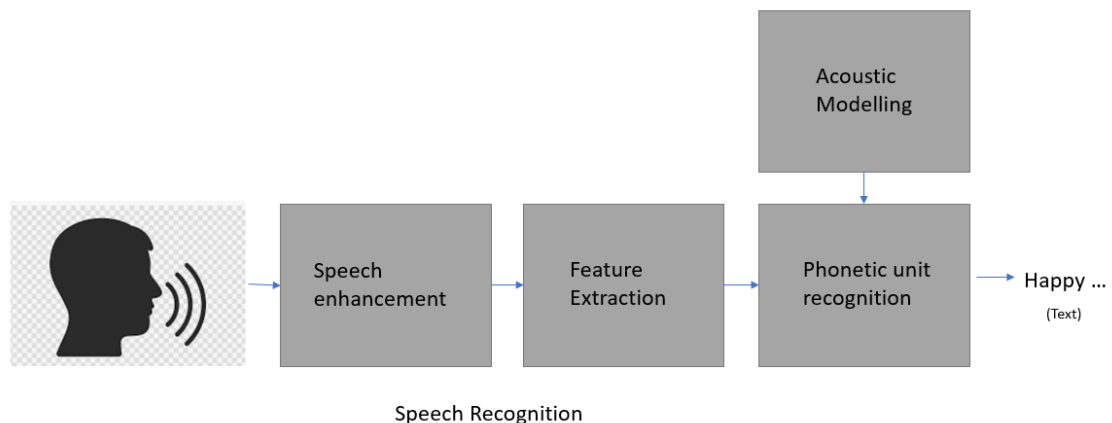 Acoustic
Modelling
Speech
enhancement
Feature
Extraction
Phonetic unit
recognition
Happy ...
(Text)
Speech Recognition